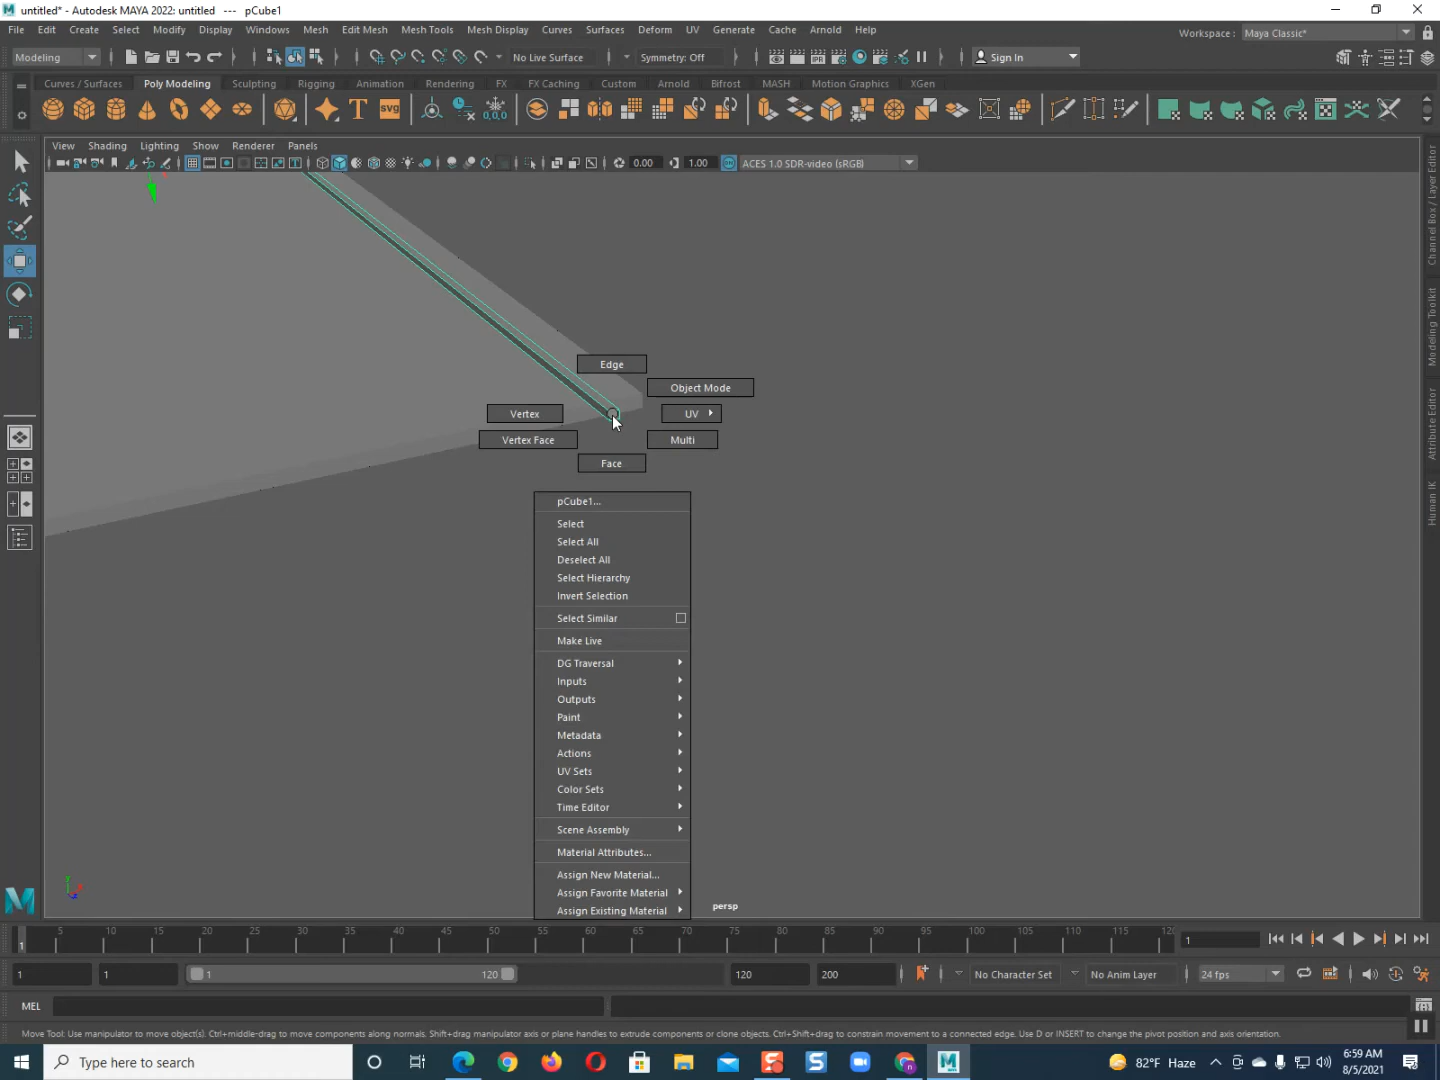 untitled* - Autodesk MAYA 2022: untitled --- pCube1
File Edit Create Select Modify Display Windows Mesh Edit Mesh Mesh Tools Mesh Display Curves Surfaces Deform UV Generate Cache Arnold Help
Workspace : Maya Classic*
Modeling
No Live Surface
Symmetry: Off
Sign In
Curves / Surfaces Poly Modeling Sculpting Rigging Animation Rendering FX FX Caching Custom Arnold Bifrost MASH Motion Graphics XGen
T
SVG
0,0,0
View Shading Lighting Show Renderer Panels
0.00
1.00
ACES 1.0 SDR-video (sRGB)
Channel Box / Layer Editor
Modeling Toolkit
Attribute Editor
Human IK
Edge
Object Mode
Vertex
UV
Vertex Face
Multi
Face
pCube1...
Select
Select All
Deselect All
Select Hierarchy
Invert Selection
Select Similar
Make Live
DG Traversal
Inputs
Outputs
Paint
Metadata
Actions
UV Sets
Color Sets
Time Editor
Scene Assembly
Material Attributes...
Assign New Material...
Assign Favorite Material
Assign Existing Material
persp
1 5 10 15 20 25 30 35 40 45 50 55 60 65 70 75 80 85 90 95 100 105 110 115
1
1 1 1 120 120 200
No Character Set
No Anim Layer
24 fps
MEL
Move Tool: Use manipulator to move object(s). Ctrl+middle-drag to move components along normals. Shift+drag manipulator axis or plane handles to extrude components or clone objects. Ctrl+Shift+drag to constrain movement to a connected edge. Use D or INSERT to change the pivot position and axis orientation.
Type here to search
82°F Haze
6:59 AM
8/5/2021